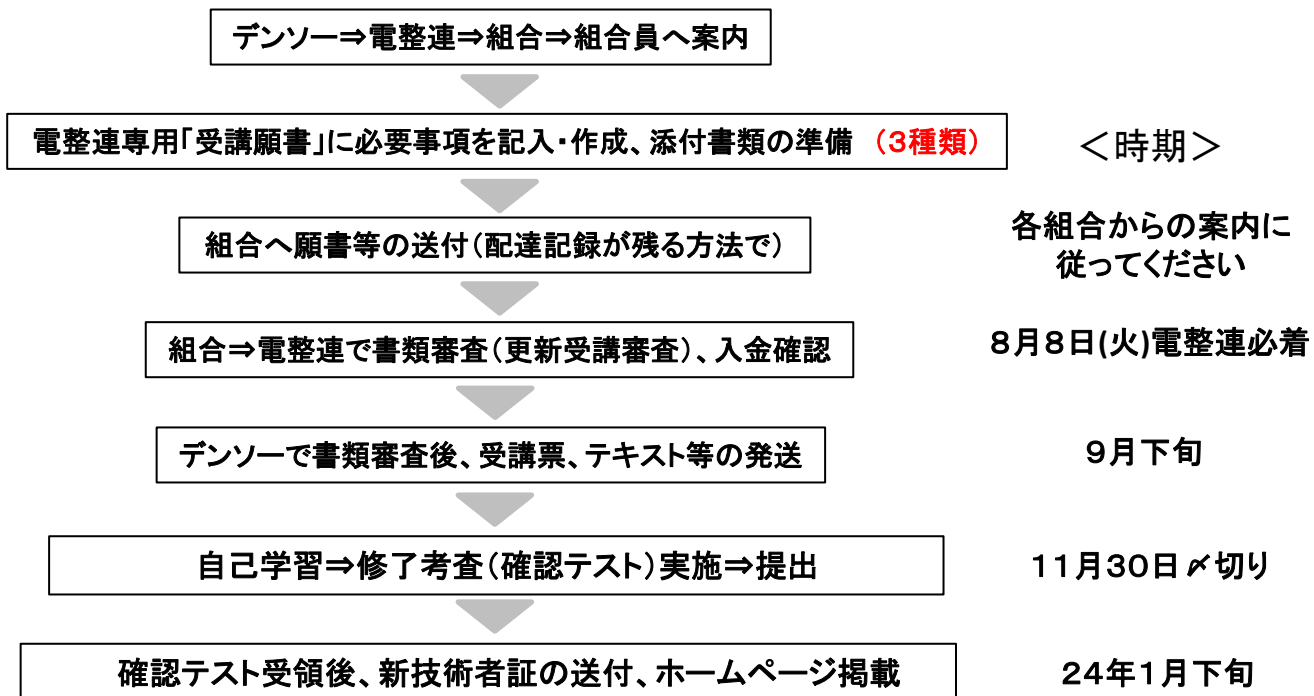 デンソー⇒電整連⇒組合⇒組合員へ案内
電整連専用「受講願書」に必要事項を記入・作成、添付書類の準備 （３種類）
＜時期＞
組合へ願書等の送付（配達記録が残る方法で）
各組合からの案内に
従ってください
組合⇒電整連で書類審査（更新受講審査）、入金確認
８月８日(火)電整連必着
デンソーで書類審査後、受講票、テキスト等の発送
９月下旬
自己学習⇒修了考査（確認テスト）実施⇒提出
１１月３０日〆切り
確認テスト受領後、新技術者証の送付、ホームページ掲載
２４年１月下旬